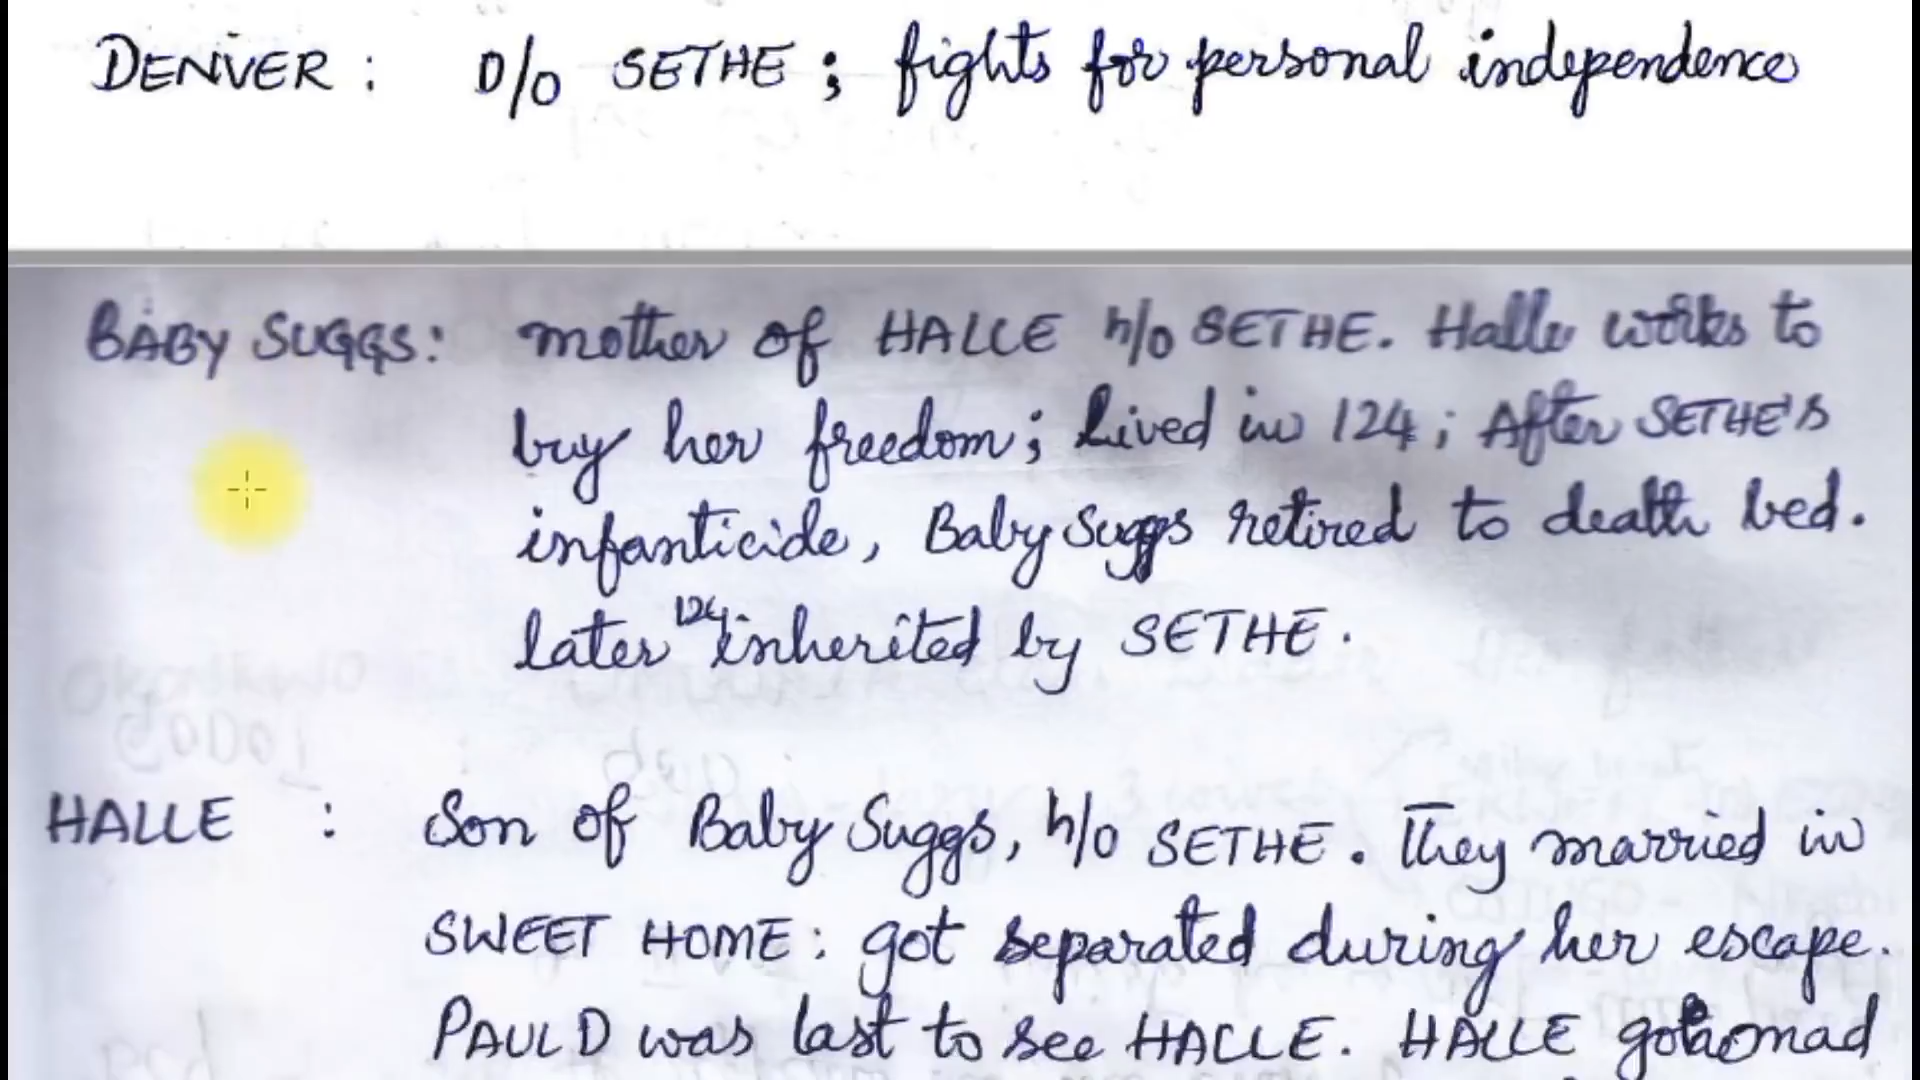 DENVER : D/O SETHE ; fights for personal independence
BABY SUGGS: mother of HALLE h/o SETHE. Halle works to
buy her freedom; lived in 124; After SETHE'S
infanticide, Baby Suggs retired to death bed.
later 124 inherited by SETHE.
HALLE : Son of Baby Suggs, h/o SETHE. They married in
SWEET HOME: got separated during her escape.
PAUL D was last to see HALLE. HALLE mad